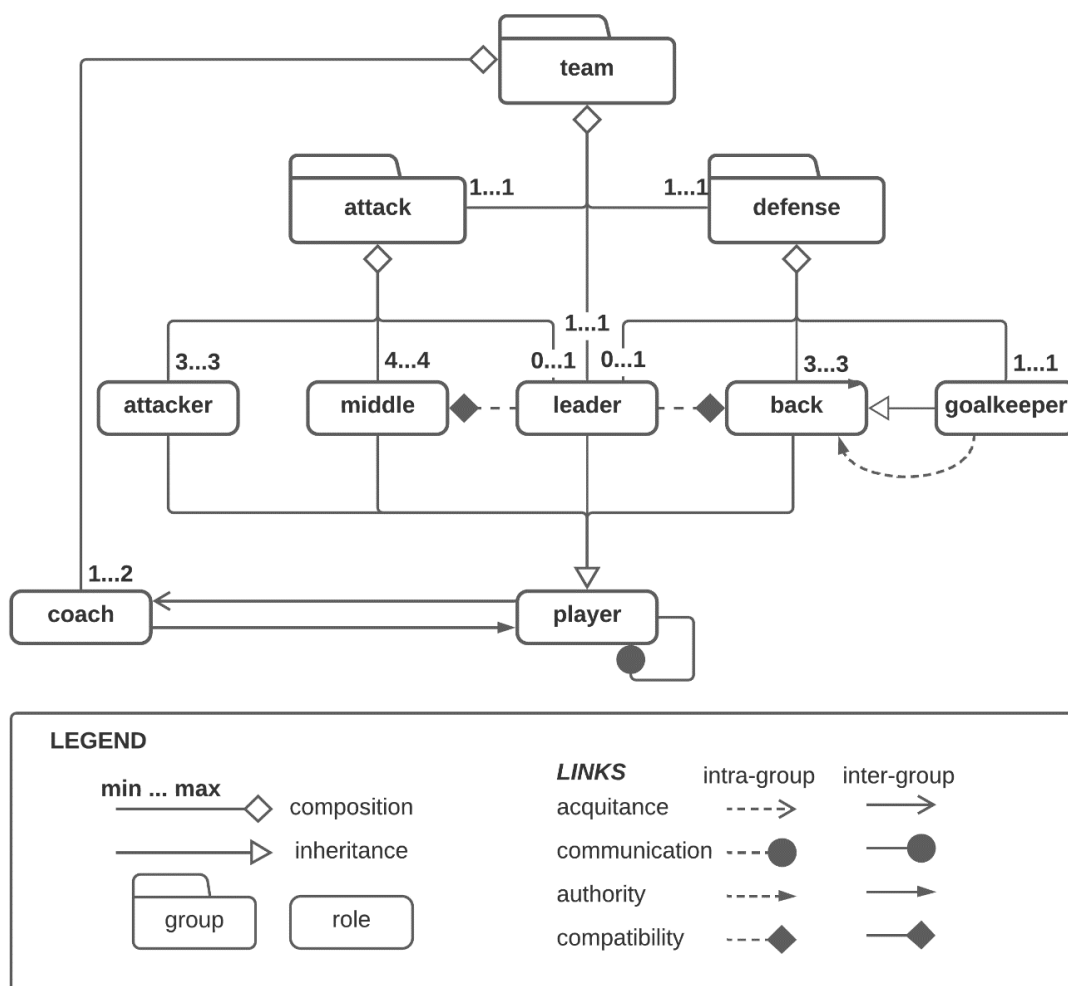 team
attack
1...1
1...1
defense
1...1
3...3
4...4
0...1
0...1
3...3
1...1
attacker
middle
leader
back
goalkeeper
1...2
coach
player
LEGEND
min ... max
composition
inheritance
group
role
LINKS
intra-group
inter-group
acquitance
communication
authority
compatibility